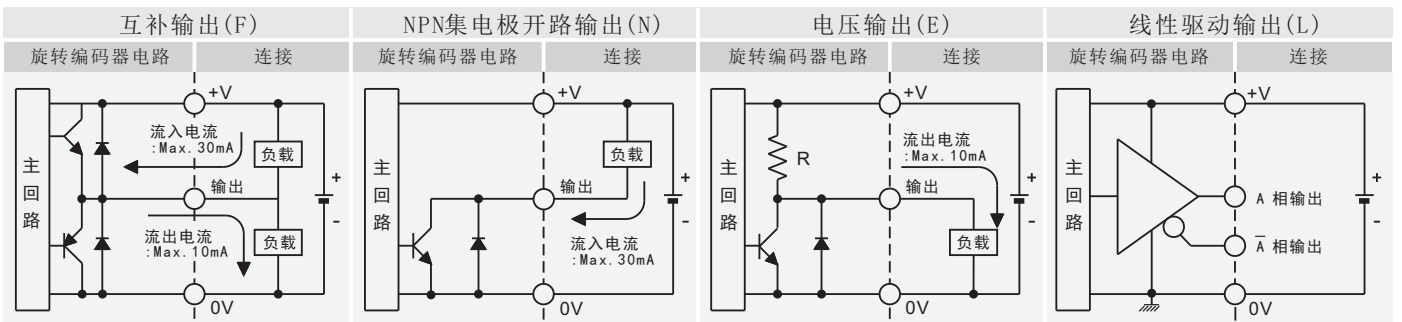 互补输出(F)
旋转编码器电路
连接
主回路
+V
流入电流
:Max. 30mA
负载
输出
流出电流
:Max. 10mA
负载
+
-
0V
NPN集电极开路输出(N)
旋转编码器电路
连接
主回路
+V
负载
输出
流入电流
:Max. 30mA
+
-
0V
电压输出(E)
旋转编码器电路
连接
主回路
R
+V
流出电流
:Max. 10mA
输出
负载
+
-
0V
线性驱动输出(L)
旋转编码器电路
连接
主回路
+V
A 相输出
A̅ 相输出
+
-
0V